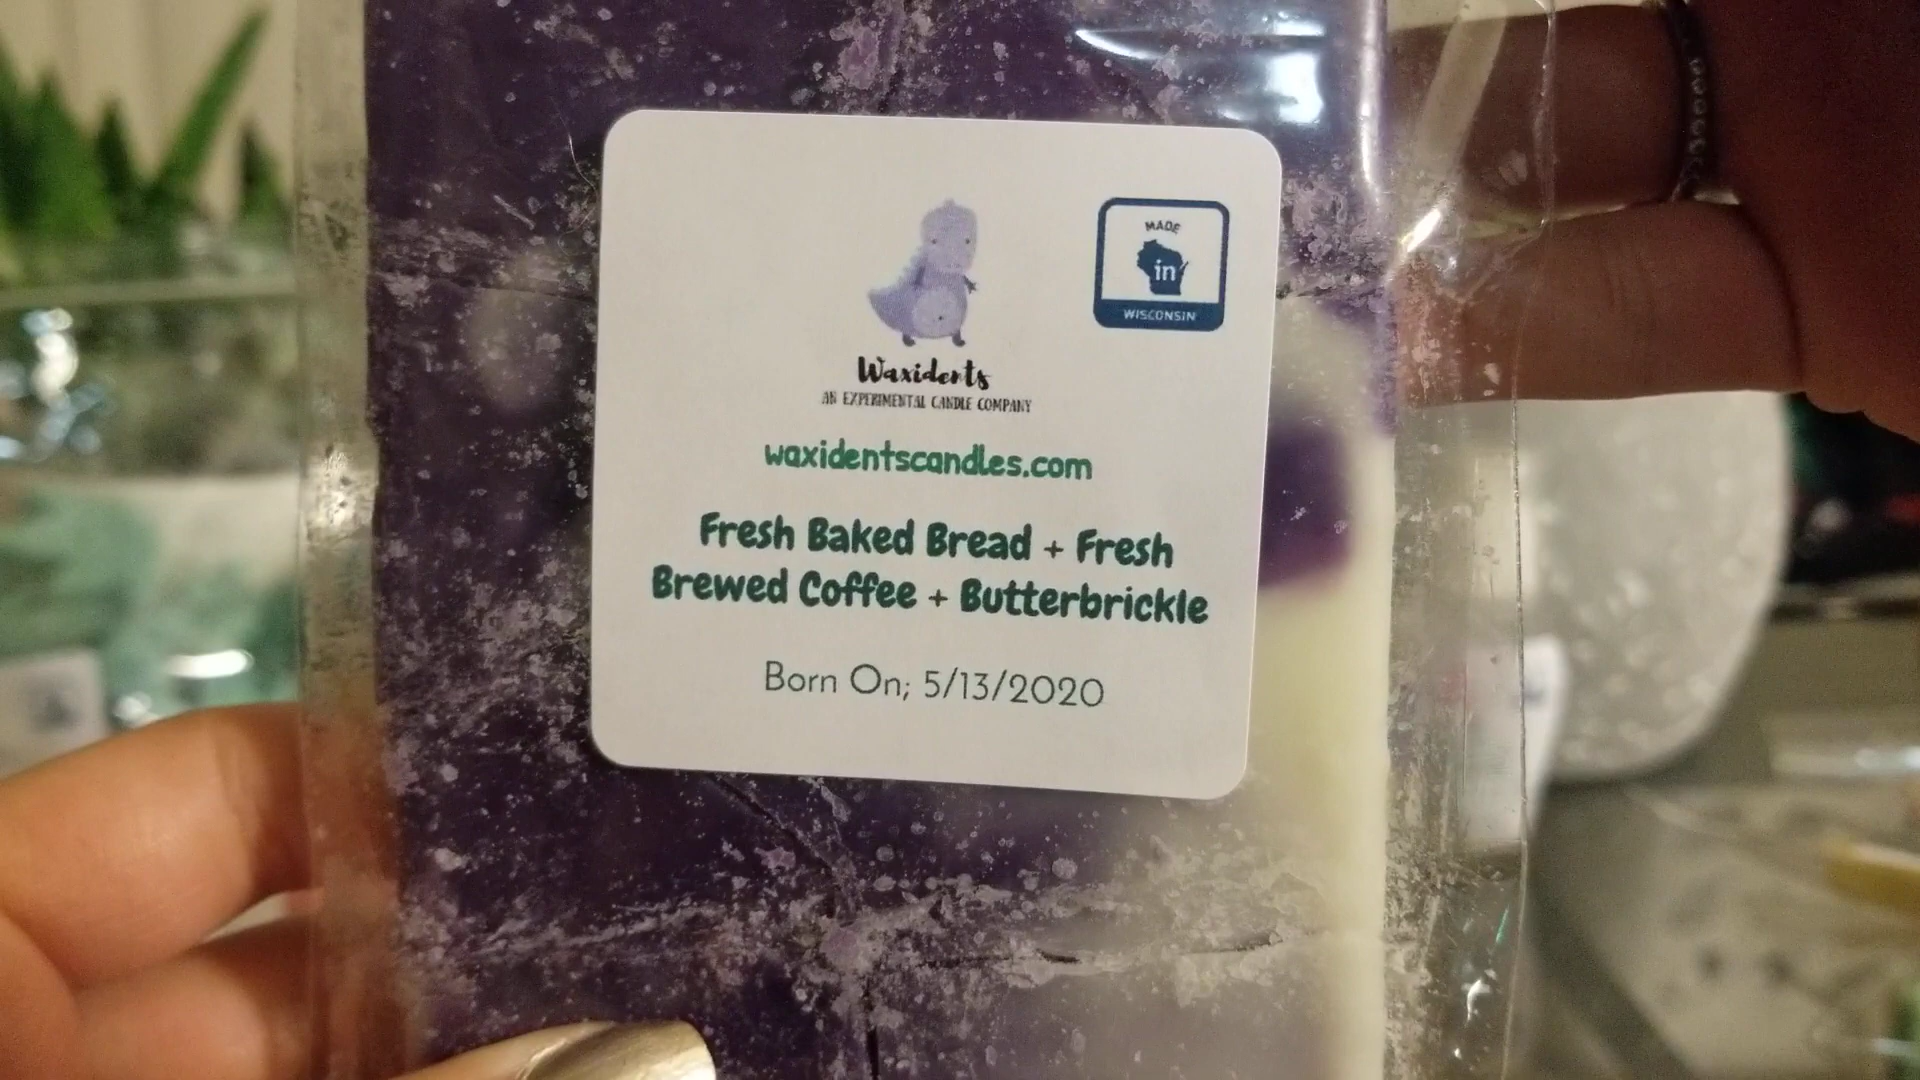 MADE
in
WISCONSIN
Waxidents
AN EXPERIMENTAL CANDLE COMPANY
waxidentscandles.com
Fresh Baked Bread + Fresh
Brewed Coffee + Butterbrickle
Born On; 5/13/2020